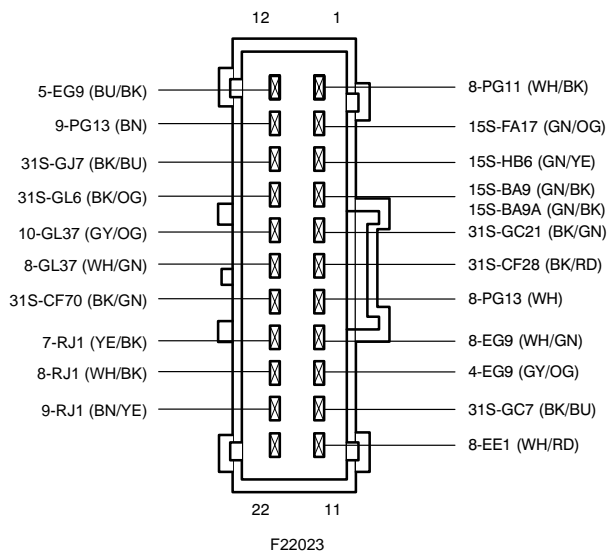 12 1
5-EG9 (BU/BK)
9-PG13 (BN)
31S-GJ7 (BK/BU)
31S-GL6 (BK/OG)
10-GL37 (GY/OG)
8-GL37 (WH/GN)
31S-CF70 (BK/GN)
7-RJ1 (YE/BK)
8-RJ1 (WH/BK)
9-RJ1 (BN/YE)
8-PG11 (WH/BK)
15S-FA17 (GN/OG)
15S-HB6 (GN/YE)
15S-BA9 (GN/BK)
15S-BA9A (GN/BK)
31S-GC21 (BK/GN)
31S-CF28 (BK/RD)
8-PG13 (WH)
8-EG9 (WH/GN)
4-EG9 (GY/OG)
31S-GC7 (BK/BU)
8-EE1 (WH/RD)
22 11
F22023